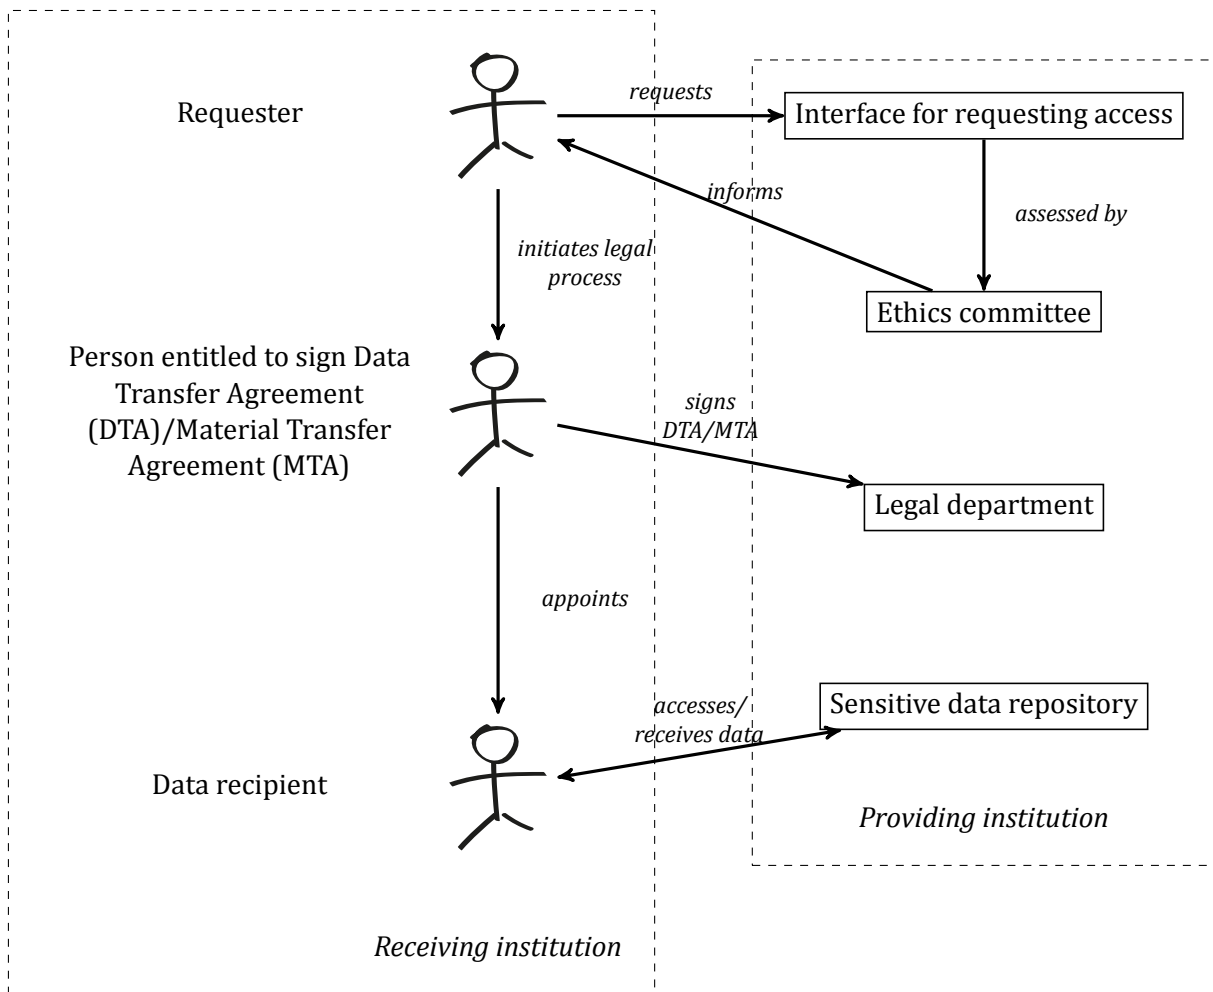 requests
Requester
Interface for requesting access
informs
assessed by
initiates legal
process
Ethics committee
Person entitled to sign Data
Transfer Agreement
(DTA)/Material Transfer
Agreement (MTA)
signs
DTA/MTA
Legal department
appoints
accesses/
receives data
Sensitive data repository
Data recipient
Providing institution
Receiving institution